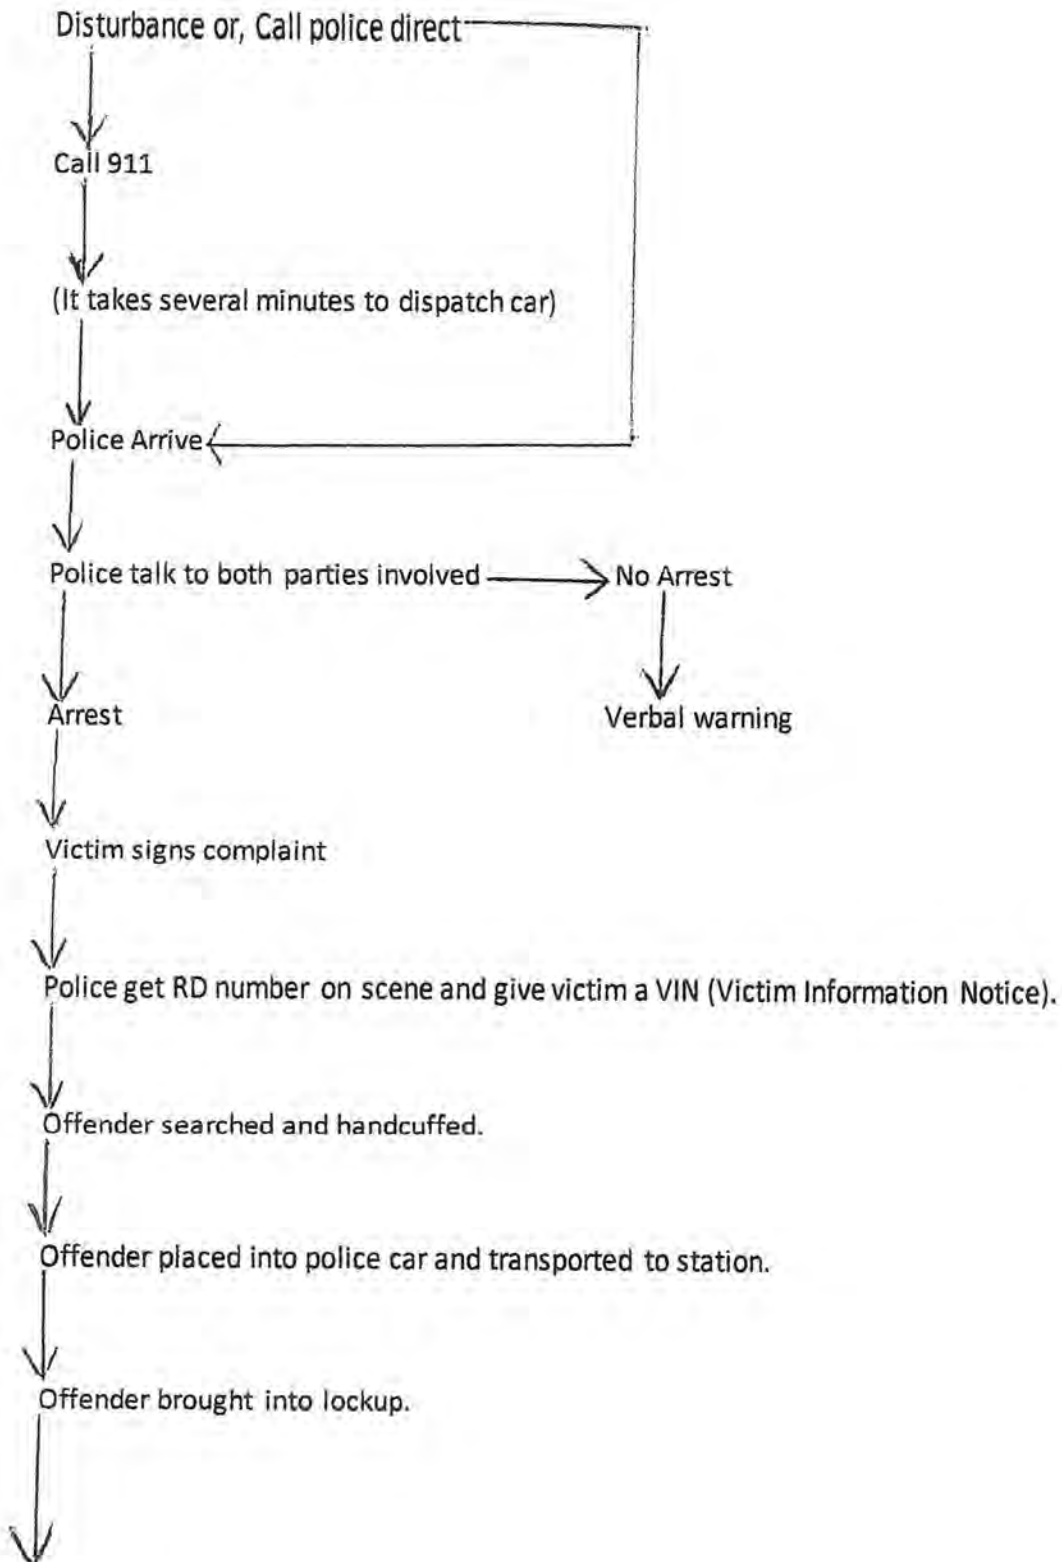 Disturbance or, Call police direct
Call 911
(It takes several minutes to dispatch car)
Police Arrive
Police talk to both parties involved
No Arrest
Arrest
Verbal warning
Victim signs complaint
Police get RD number on scene and give victim a VIN (Victim Information Notice).
Offender searched and handcuffed.
Offender placed into police car and transported to station.
Offender brought into lockup.